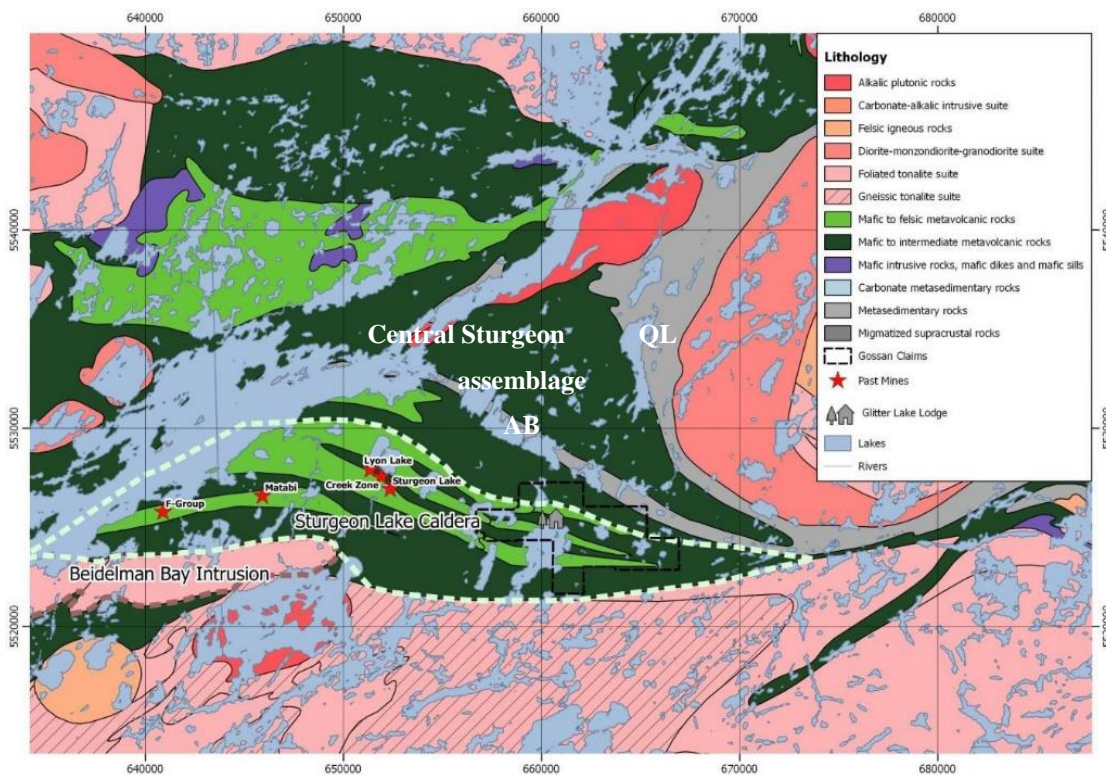 640000 650000 660000 670000 680000
Lithology
Alkalic plutonic rocks
Carbonate-alkalic intrusive suite
Felsic igneous rocks
Diorite-monzondiorite-granodiorite suite
Foliated tonalite suite
Gneissic tonalite suite
Mafic to felsic metavolcanic rocks
Mafic to intermediate metavolcanic rocks
Mafic intrusive rocks, mafic dikes and mafic sills
Carbonate metasedimentary rocks
Metasedimentary rocks
Migmatized supracrustal rocks
Gossan Claims
Past Mines
Glitter Lake Lodge
Lakes
Rivers
5540000
5540000
Central Sturgeon
QL
assemblage
AB
5530000
5530000
Lyon Lake
Creek Zone
Sturgeon Lake
Matabi
F-Group
Sturgeon Lake Caldera
Beidelman Bay Intrusion
5520000
5520000
640000 650000 660000 670000 680000